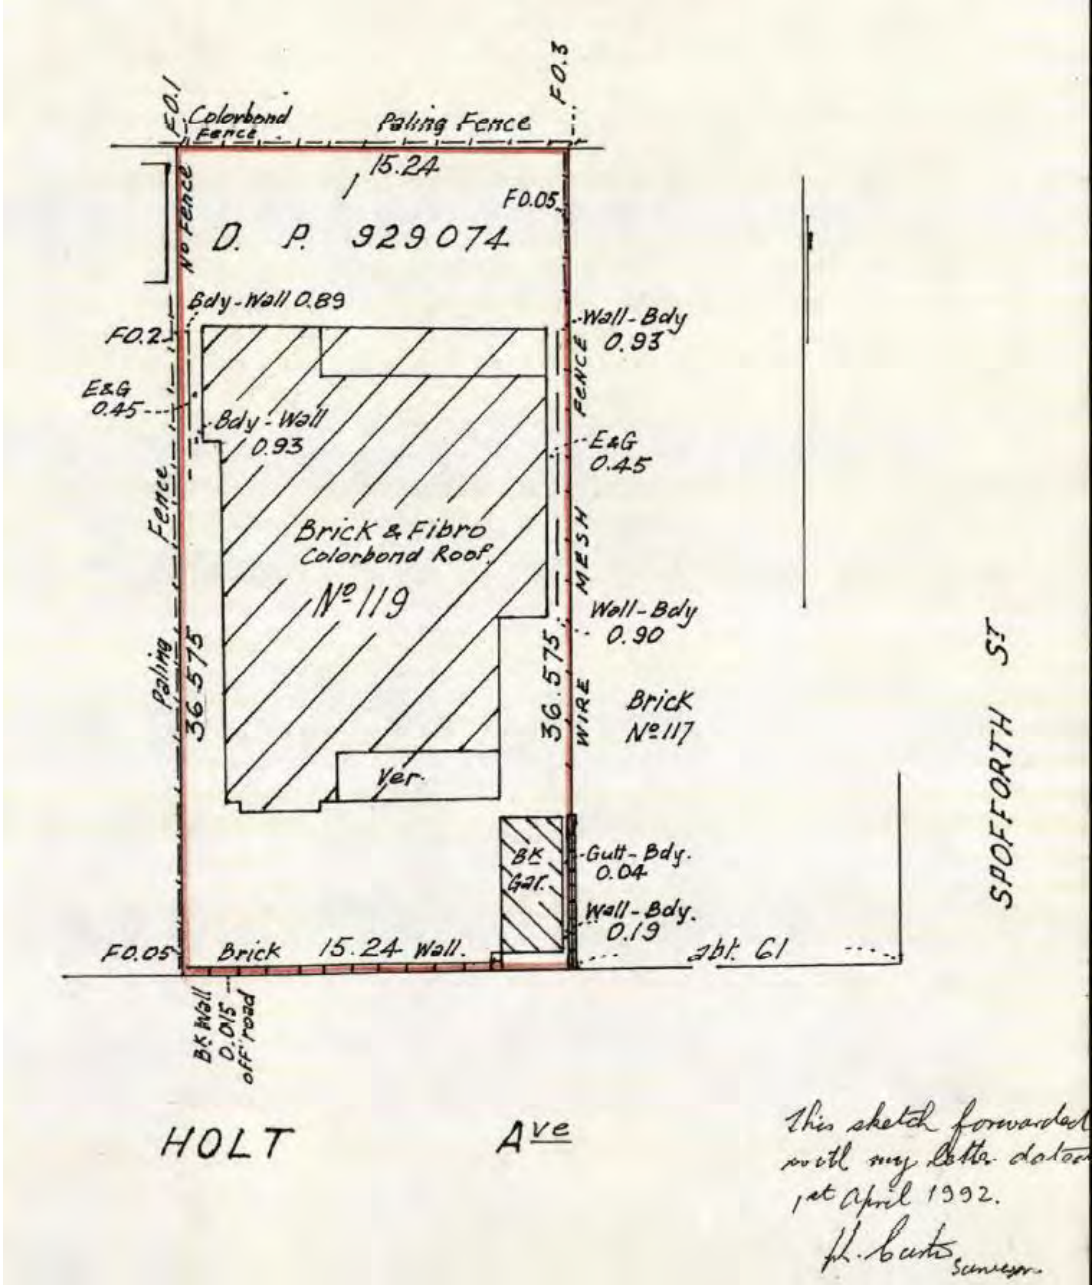 F0.1
F0.3
Colorbond
Fence
Paling Fence
15.24
No Fence
F0.05
D. P. 929074
Bdy-Wall 0.89
F0.2
Wall-Bdy
0.93
E&G
0.45
Bdy-Wall
0.93
E&G
0.45
Paling Fence
WIRE MESH FENCE
Brick & Fibro
Colorbond Roof.
Nº 119
Wall-Bdy
0.90
36.575
36.575
Brick
Nº 117
Ver.
SPOFFORTH ST
BK
Gar.
Gutt-Bdy.
0.04
Wall-Bdy.
0.19
F0.05
Brick 15.24 Wall.
abt. 61
BK Wall
0.015
off road
HOLT Ave
This sketch forwarded
with my letter dated
1st April 1992.
Surveyor